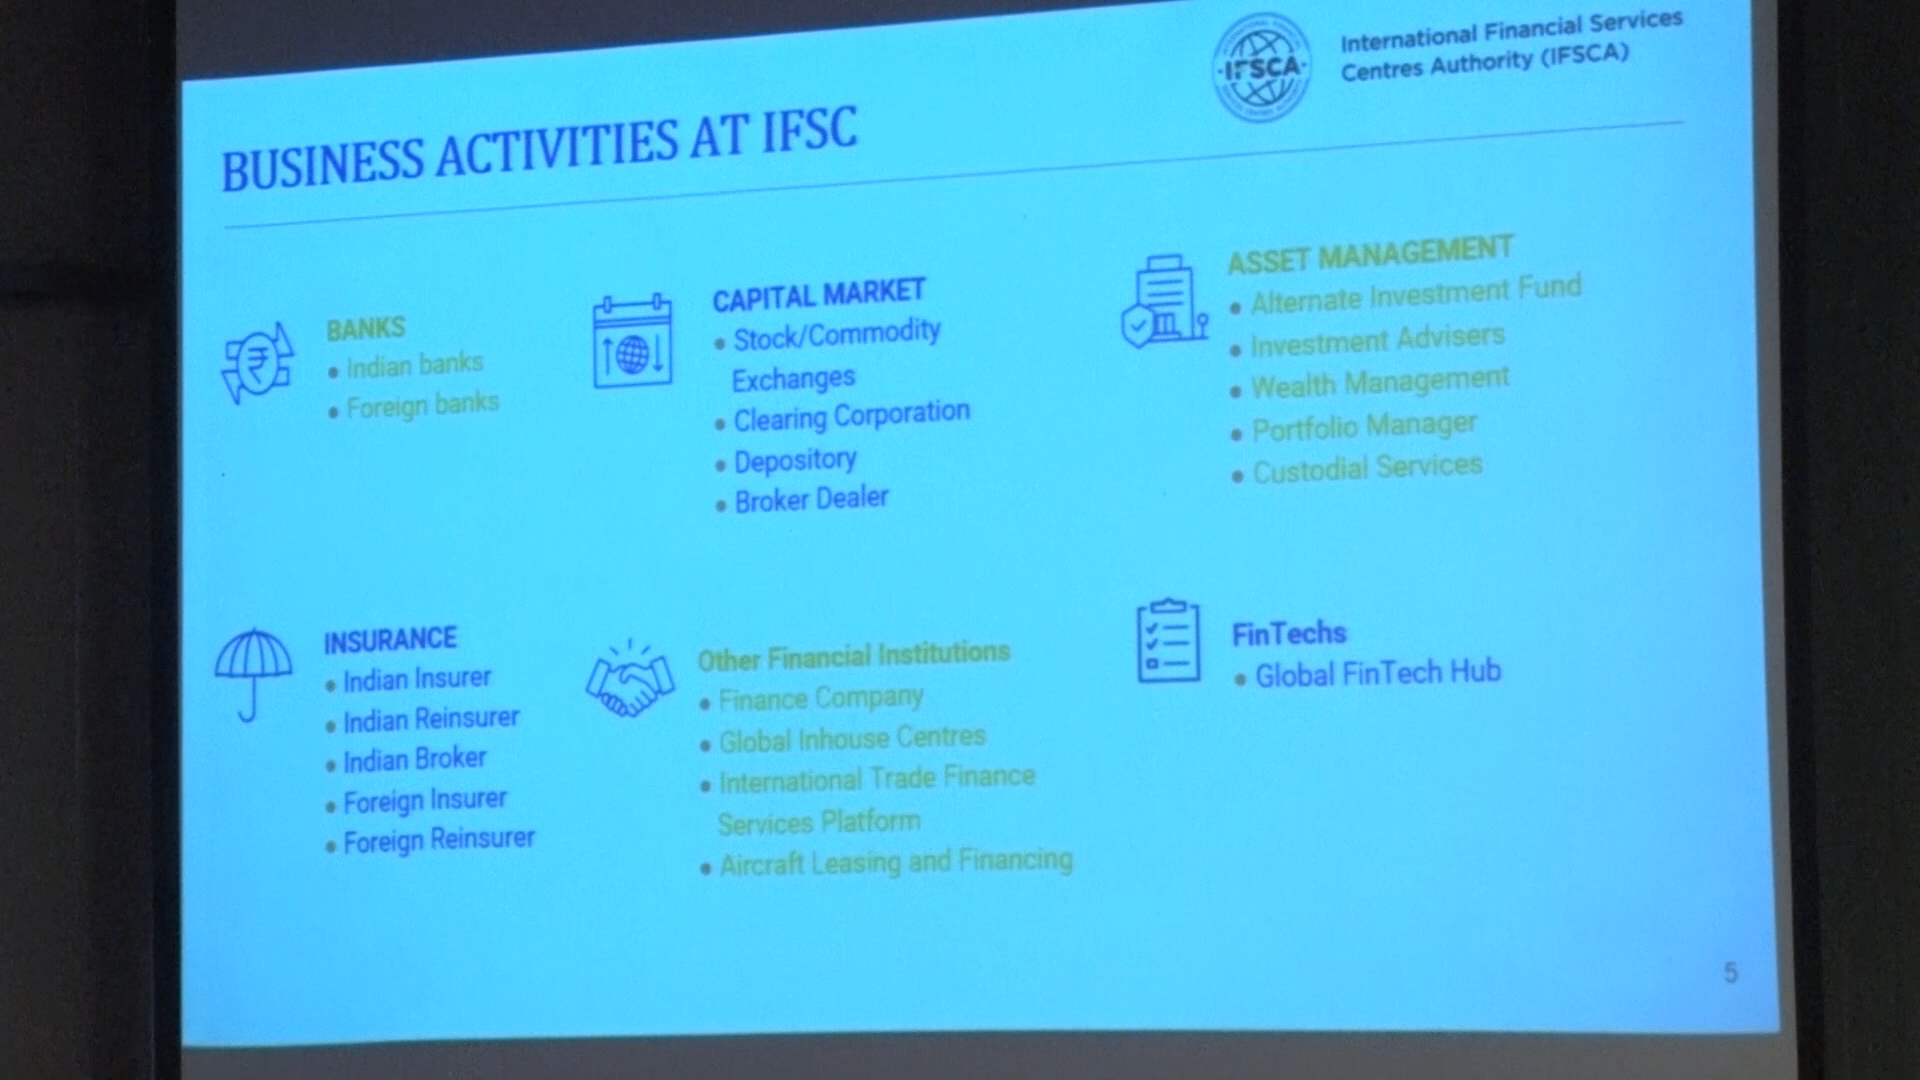 International Financial Services
Centres Authority (IFSCA)
IFSCA
BUSINESS ACTIVITIES AT IFSC
BANKS
• Indian banks
• Foreign banks
CAPITAL MARKET
• Stock/Commodity
Exchanges
• Clearing Corporation
• Depository
• Broker Dealer
ASSET MANAGEMENT
• Alternate Investment Fund
• Investment Advisers
• Wealth Management
• Portfolio Manager
• Custodial Services
INSURANCE
• Indian Insurer
• Indian Reinsurer
• Indian Broker
• Foreign Insurer
• Foreign Reinsurer
Other Financial Institutions
• Finance Company
• Global Inhouse Centres
• International Trade Finance
Services Platform
• Aircraft Leasing and Financing
FinTechs
• Global FinTech Hub
5